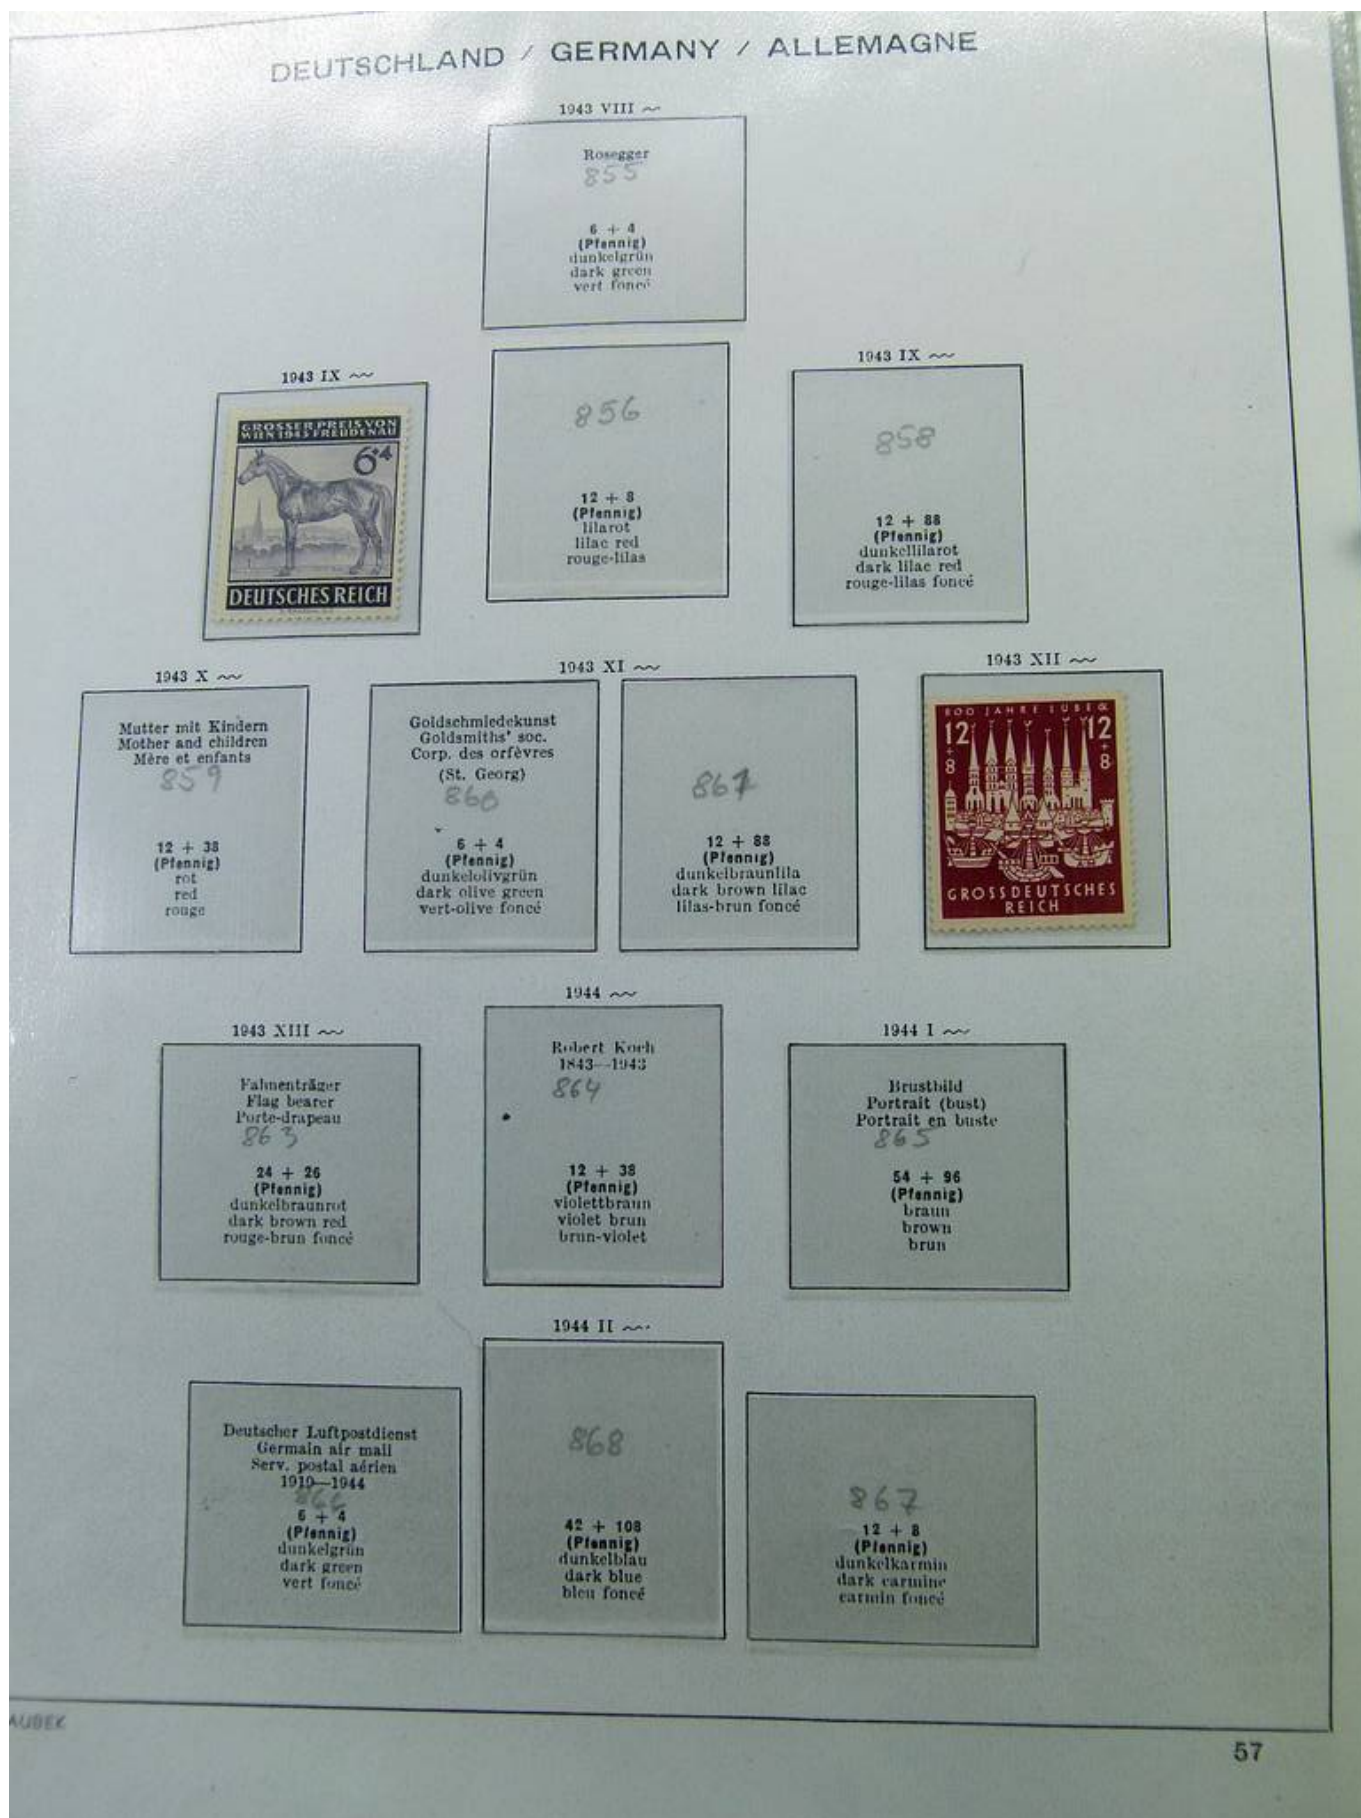 DEUTSCHLAND / GERMANY / ALLEMAGNE
1943 VIII
Rosegger
855
6 + 4
(Pfennig)
dunkelgrün
dark green
vert foncé
1943 IX
GROSSER PREIS VON
WIEN 1943 FREUDENAU
6+4
DEUTSCHES REICH
856
12 + 8
(Pfennig)
lilarot
lilac red
rouge-lilas
1943 IX
858
12 + 88
(Pfennig)
dunkellilarot
dark lilac red
rouge-lilas foncé
1943 X
Mutter mit Kindern
Mother and children
Mère et enfants
859
12 + 38
(Pfennig)
rot
red
rouge
1943 XI
Goldschmiedekunst
Goldsmiths' soc.
Corp. des orfèvres
(St. Georg)
860
6 + 4
(Pfennig)
dunkelolivgrün
dark olive green
vert-olive foncé
861
12 + 88
(Pfennig)
dunkelbraunlila
dark brown lilac
lilas-brun foncé
1943 XII
800 JAHRE LÜBECK
12 12
+ +
8 8
GROSSDEUTSCHES
REICH
1943 XIII
Fahnenträger
Flag bearer
Porte-drapeau
863
24 + 26
(Pfennig)
dunkelbraunrot
dark brown red
rouge-brun foncé
1944
Robert Koch
1843—1943
864
12 + 38
(Pfennig)
violettbraun
violet brun
brun-violet
1944 I
Brustbild
Portrait (bust)
Portrait en buste
865
54 + 96
(Pfennig)
braun
brown
brun
1944 II
Deutscher Luftpostdienst
Germain air mail
Serv. postal aérien
1919—1944
866
6 + 4
(Pfennig)
dunkelgrün
dark green
vert foncé
868
42 + 108
(Pfennig)
dunkelblau
dark blue
bleu foncé
867
12 + 8
(Pfennig)
dunkelkarmin
dark carmine
carmin foncé
AUBEK
57